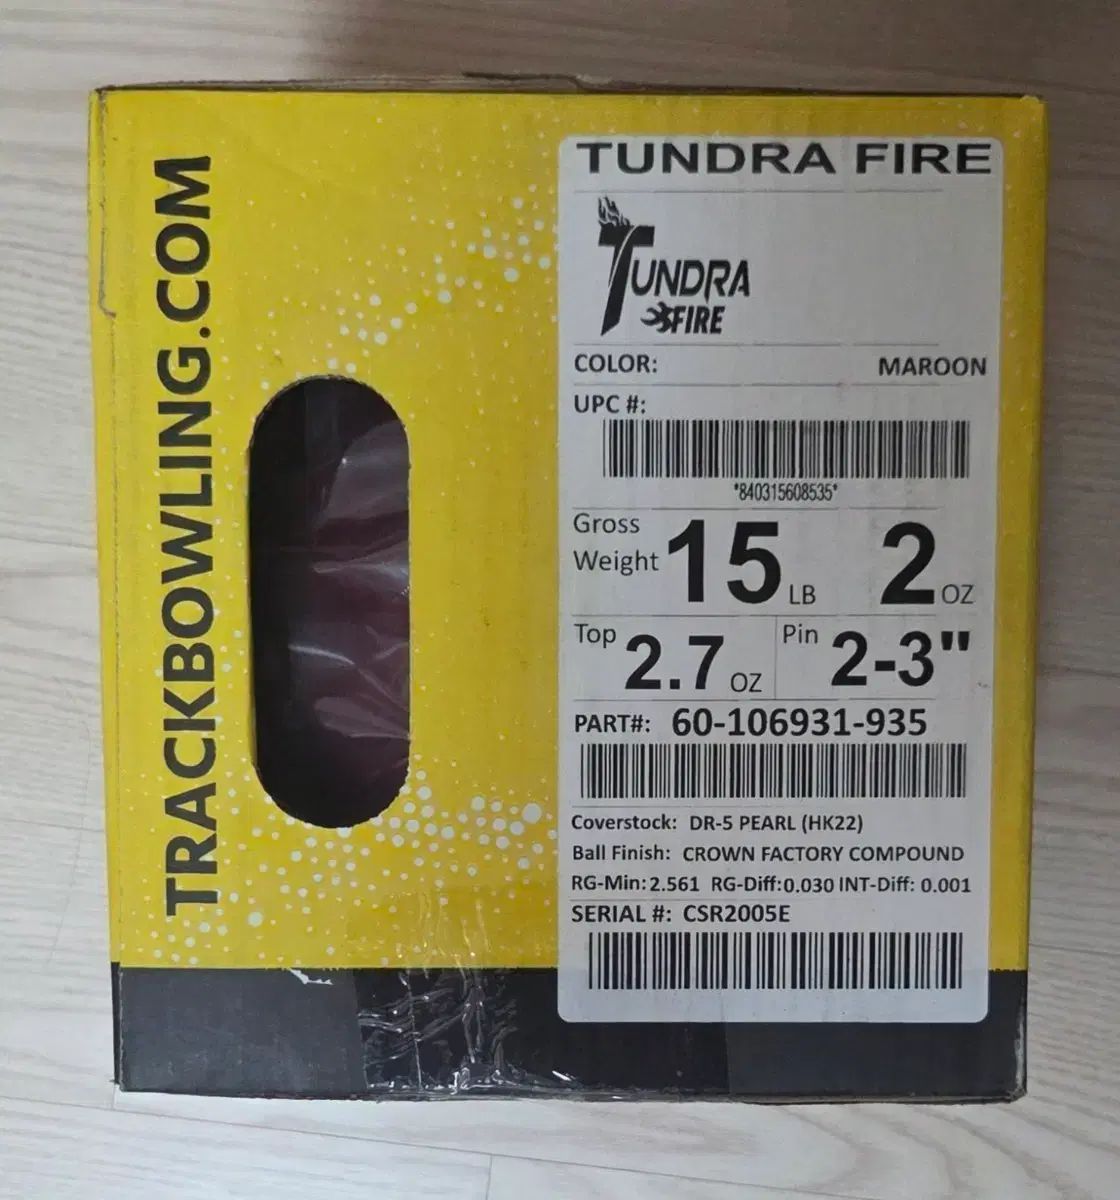 TRACKBOWLING.COM
TUNDRA FIRE
TUNDRA
FIRE
COLOR: MAROON
UPC #:
*840315608535*
Gross Weight 15 LB 2 OZ
Top 2.7 OZ Pin 2-3"
PART#: 60-106931-935
Coverstock: DR-5 PEARL (HK22)
Ball Finish: CROWN FACTORY COMPOUND
RG-Min: 2.561 RG-Diff: 0.030 INT-Diff: 0.001
SERIAL #: CSR2005E